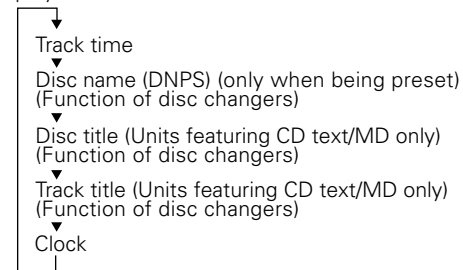 Track time
Disc name (DNPS) (only when being preset)
(Function of disc changers)
Disc title (Units featuring CD text/MD only)
(Function of disc changers)
Track title (Units featuring CD text/MD only)
(Function of disc changers)
Clock